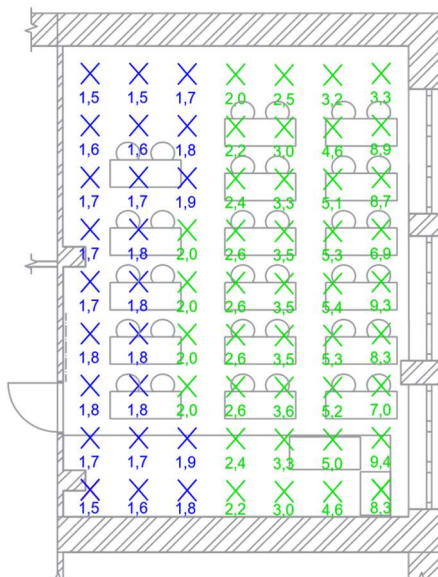 1,5 1,5 1,7 2,0 2,5 3,2 3,3
1,6 1,6 1,8 2,2 3,0 4,6 8,9
1,7 1,7 1,9 2,4 3,3 5,1 8,7
1,7 1,8 2,0 2,6 3,5 5,3 6,9
1,7 1,8 2,0 2,6 3,5 5,4 9,3
1,8 1,8 2,0 2,6 3,5 5,3 8,3
1,8 1,8 2,0 2,6 3,6 5,2 7,0
1,7 1,7 1,9 2,4 3,3 5,0 9,4
1,5 1,6 1,8 2,2 3,0 4,6 8,3